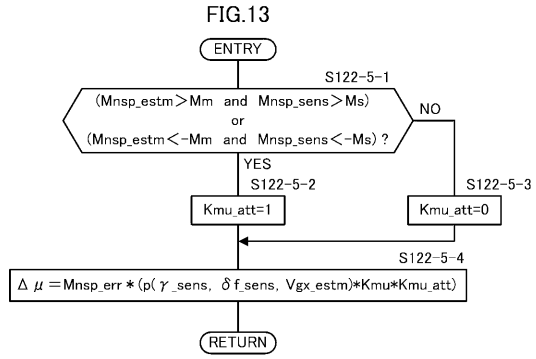 FIG.13
ENTRY
S122-5-1
(Mnsp_estm>Mm and Mnsp_sens>Ms)
or
(Mnsp_estm<-Mm and Mnsp_sens<-Ms) ?
NO
YES
S122-5-2
S122-5-3
Kmu_att=1
Kmu_att=0
S122-5-4
Δμ=Mnsp_err*(p(γ_sens, δf_sens, Vgx_estm)*Kmu*Kmu_att)
RETURN